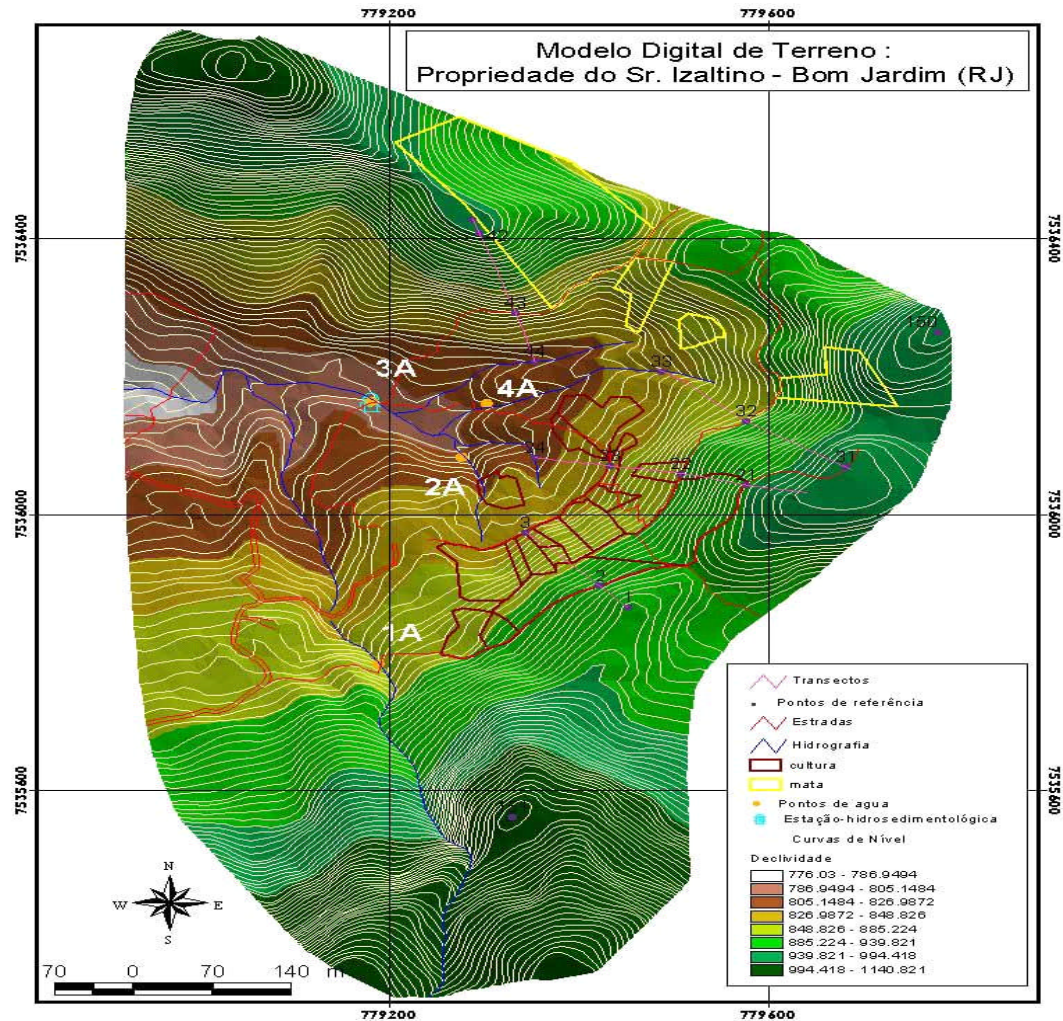 779200
779600
Modelo Digital de Terreno :
Propriedade do Sr. Izaltino - Bom Jardim (RJ)
7536400
7536400
42
43
44
150
3A
4A
33
32
31
24
23
22
21
2A
7536000
7536000
3
2
1
1A
Transectos
Pontos de referência
Estradas
Hidrografia
cultura
mata
Pontos de agua
Estação-hidrosedimentológica
Curvas de Nível
Declividade
776.03 - 786.9494
786.9494 - 805.1484
805.1484 - 826.9872
826.9872 - 848.826
848.826 - 885.224
885.224 - 939.821
939.821 - 994.418
994.418 - 1140.821
7535600
7535600
N
W
E
S
70 0 70 140 m
779200
779600